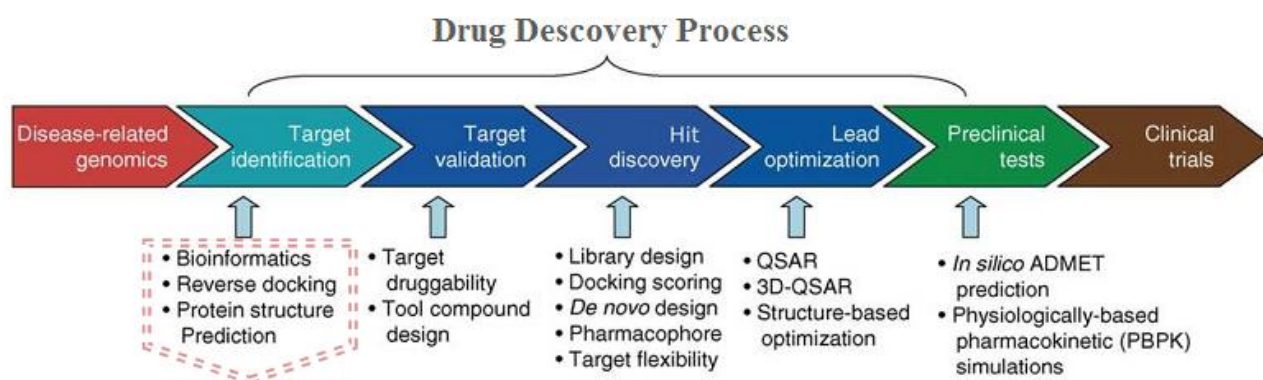 Drug Descovery Process
Disease-related
genomics
Target
identification
Target
validation
Hit
discovery
Lead
optimization
Preclinical
tests
Clinical
trials
• Bioinformatics
• Reverse docking
• Protein structure
Prediction
• Target
druggability
• Tool compound
design
• Library design
• Docking scoring
• De novo design
• Pharmacophore
• Target flexibility
• QSAR
• 3D-QSAR
• Structure-based
optimization
• In silico ADMET
prediction
• Physiologically-based
pharmacokinetic (PBPK)
simulations